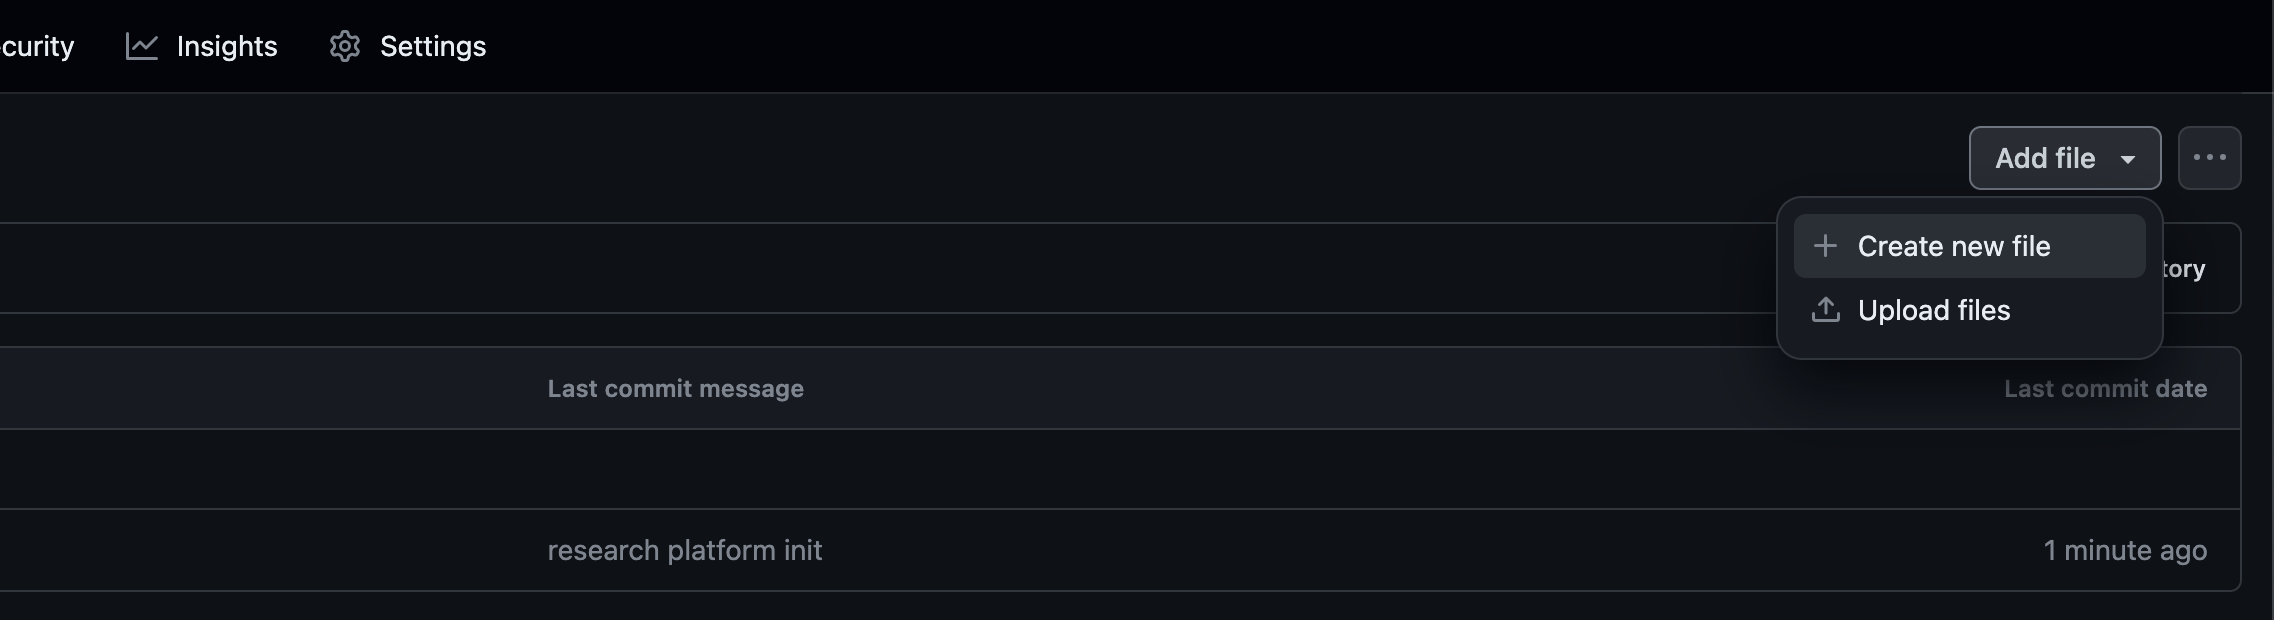 curity Insights Settings
Add file
Create new file
tory
Upload files
Last commit message Last commit date
research platform init 1 minute ago